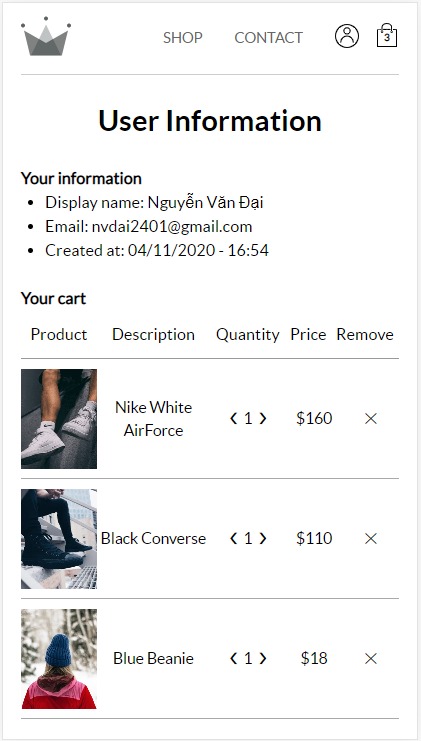 SHOP CONTACT 3
User Information
Your information
• Display name: Nguyễn Văn Đại
• Email: nvdai2401@gmail.com
• Created at: 04/11/2020 - 16:54
Your cart
Product Description Quantity Price Remove
Nike White
AirForce
❮ 1 ❯ $160 ✕
Black Converse ❮ 1 ❯ $110 ✕
Blue Beanie ❮ 1 ❯ $18 ✕